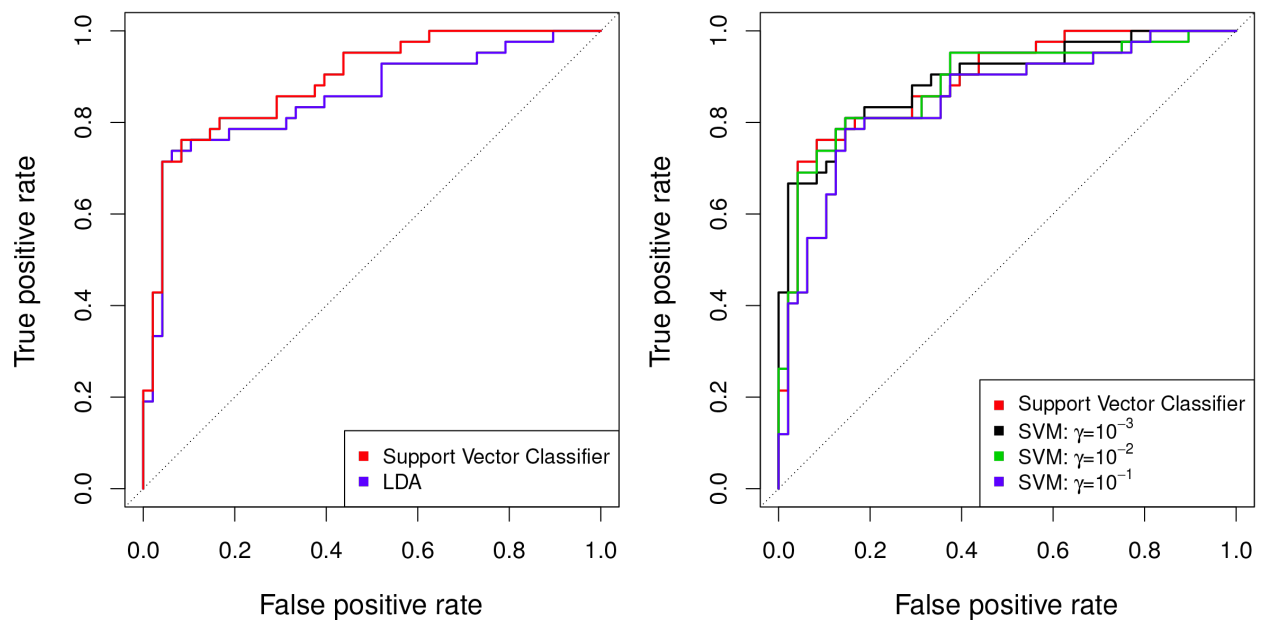 True positive rate
1.0
0.8
0.6
0.4
0.2
0.0
Support Vector Classifier
LDA
0.0 0.2 0.4 0.6 0.8 1.0
False positive rate
True positive rate
1.0
0.8
0.6
0.4
0.2
0.0
Support Vector Classifier
SVM: γ=10⁻³
SVM: γ=10⁻²
SVM: γ=10⁻¹
0.0 0.2 0.4 0.6 0.8 1.0
False positive rate